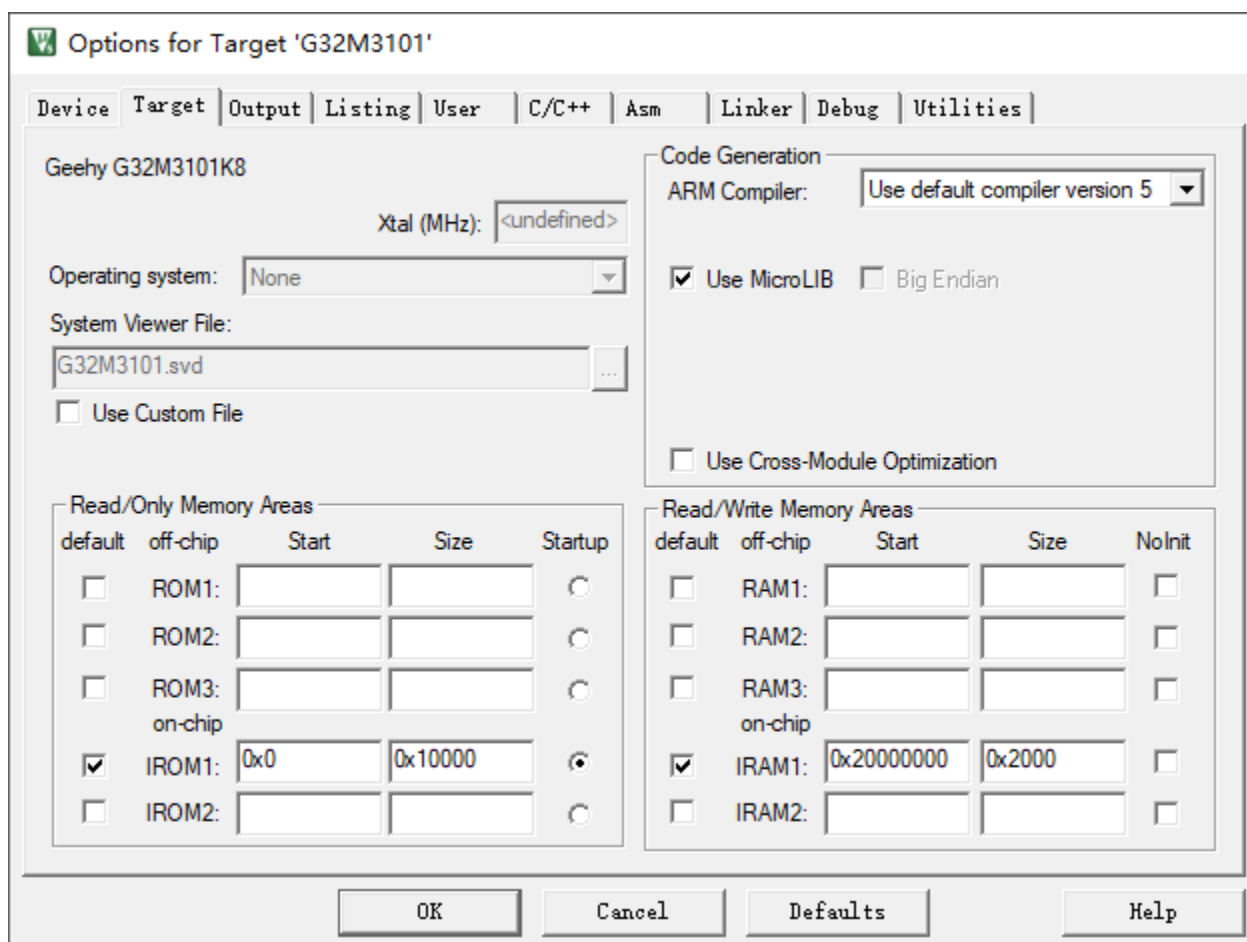 Options for Target 'G32M3101'
Device Target Output Listing User C/C++ Asm Linker Debug Utilities
Geehy G32M3101K8
Xtal (MHz): <undefined>
Operating system: None
System Viewer File:
G32M3101.svd
...
Use Custom File
Code Generation
ARM Compiler: Use default compiler version 5
Use MicroLIB Big Endian
Use Cross-Module Optimization
Read/Only Memory Areas
default off-chip Start Size Startup
ROM1:
ROM2:
ROM3:
on-chip
IROM1: 0x0 0x10000
IROM2:
Read/Write Memory Areas
default off-chip Start Size NoInit
RAM1:
RAM2:
RAM3:
on-chip
IRAM1: 0x20000000 0x2000
IRAM2:
OK Cancel Defaults Help